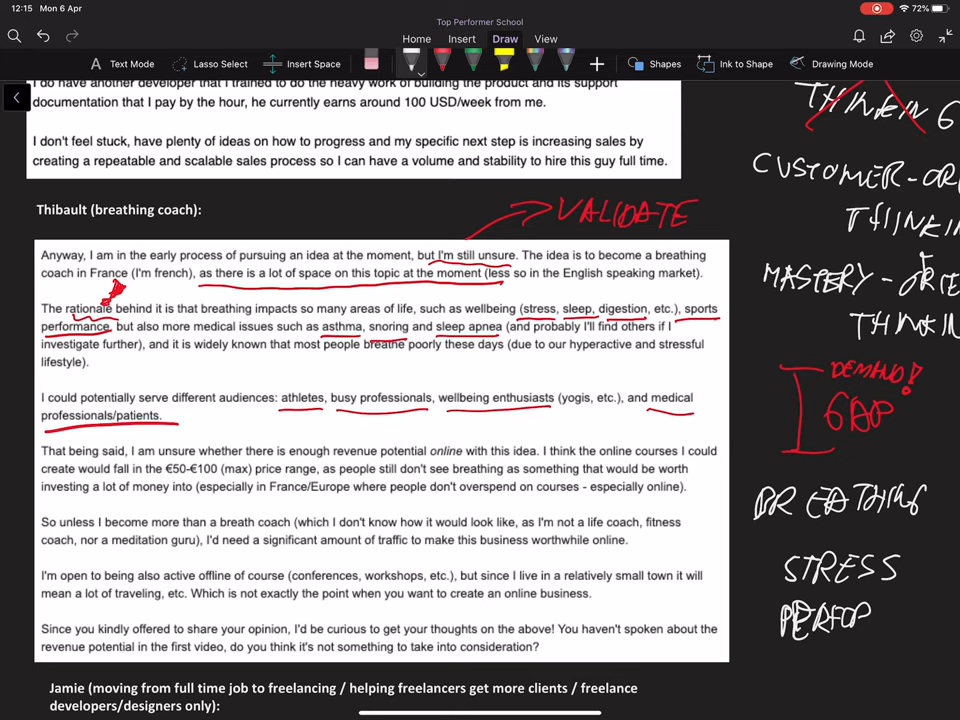 12:15 Mon 6 Apr
72%
Top Performer School
Home Insert Draw View
Text Mode Lasso Select Insert Space Shapes Ink to Shape Drawing Mode
I do have another developer that I trained to do the heavy work of building the product and its support
documentation that I pay by the hour, he currently earns around 100 USD/week from me.
I don't feel stuck, have plenty of ideas on how to progress and my specific next step is increasing sales by
creating a repeatable and scalable sales process so I can have a volume and stability to hire this guy full time.
Thibault (breathing coach):
VALIDATE
Anyway, I am in the early process of pursuing an idea at the moment, but I'm still unsure. The idea is to become a breathing
coach in France (I'm french), as there is a lot of space on this topic at the moment (less so in the English speaking market).
The rationale behind it is that breathing impacts so many areas of life, such as wellbeing (stress, sleep, digestion, etc.), sports
performance, but also more medical issues such as asthma, snoring and sleep apnea (and probably I'll find others if I
investigate further), and it is widely known that most people breathe poorly these days (due to our hyperactive and stressful
lifestyle).
I could potentially serve different audiences: athletes, busy professionals, wellbeing enthusiasts (yogis, etc.), and medical
professionals/patients.
That being said, I am unsure whether there is enough revenue potential online with this idea. I think the online courses I could
create would fall in the €50-€100 (max) price range, as people still don't see breathing as something that would be worth
investing a lot of money into (especially in France/Europe where people don't overspend on courses - especially online).
So unless I become more than a breath coach (which I don't know how it would look like, as I'm not a life coach, fitness
coach, nor a meditation guru), I'd need a significant amount of traffic to make this business worthwhile online.
I'm open to being also active offline of course (conferences, workshops, etc.), but since I live in a relatively small town it will
mean a lot of traveling, etc. Which is not exactly the point when you want to create an online business.
Since you kindly offered to share your opinion, I'd be curious to get your thoughts on the above! You haven't spoken about the
revenue potential in the first video, do you think it's not something to take into consideration?
Jamie (moving from full time job to freelancing / helping freelancers get more clients / freelance
developers/designers only):
THINKING
CUSTOMER-OR
THINKIN
MASTERY-ORIE
THINKIN
DEMAND!
GAP
BREATHING
STRESS
PERFOR